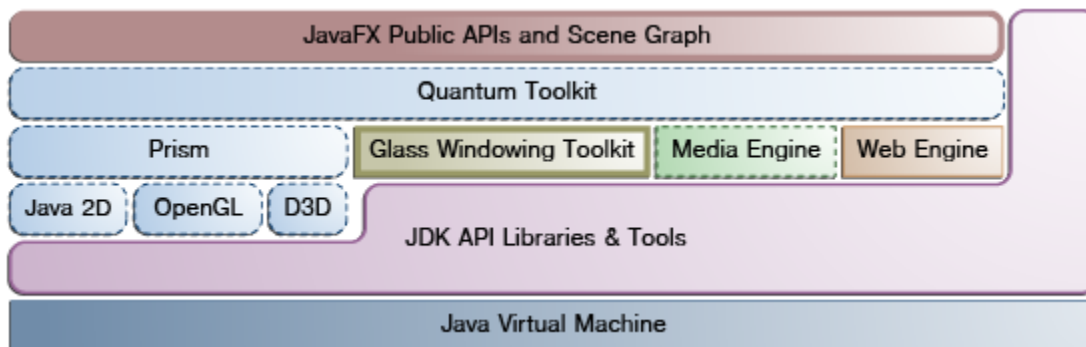 JavaFX Public APIs and Scene Graph
Quantum Toolkit
Prism
Glass Windowing Toolkit
Media Engine
Web Engine
Java 2D
OpenGL
D3D
JDK API Libraries & Tools
Java Virtual Machine